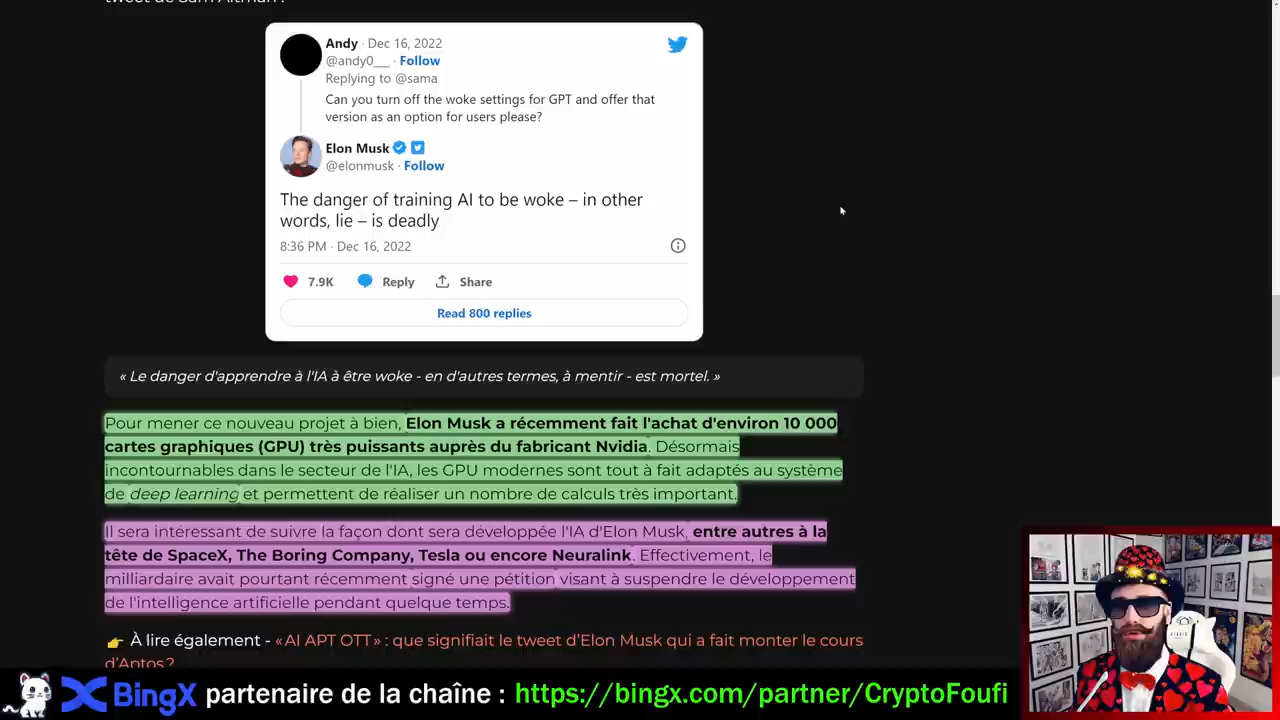 tweet de Sam Altman :
Andy · Dec 16, 2022
@andy0___ · Follow
Replying to @sama
Can you turn off the woke settings for GPT and offer that
version as an option for users please?
Elon Musk
@elonmusk · Follow
The danger of training AI to be woke – in other
words, lie – is deadly
8:36 PM · Dec 16, 2022
7.9K Reply Share
Read 800 replies
« Le danger d'apprendre à l'IA à être woke - en d'autres termes, à mentir - est mortel. »
Pour mener ce nouveau projet à bien, Elon Musk a récemment fait l'achat d'environ 10 000
cartes graphiques (GPU) très puissants auprès du fabricant Nvidia. Désormais
incontournables dans le secteur de l'IA, les GPU modernes sont tout à fait adaptés au système
de deep learning et permettent de réaliser un nombre de calculs très important.
Il sera intéressant de suivre la façon dont sera développée l'IA d'Elon Musk, entre autres à la
tête de SpaceX, The Boring Company, Tesla ou encore Neuralink. Effectivement, le
milliardaire avait pourtant récemment signé une pétition visant à suspendre le développement
de l'intelligence artificielle pendant quelque temps.
👉 À lire également - « AI APT OTT » : que signifiait le tweet d'Elon Musk qui a fait monter le cours
d'Aptos ?
BingX partenaire de la chaîne : https://bingx.com/partner/CryptoFoufi